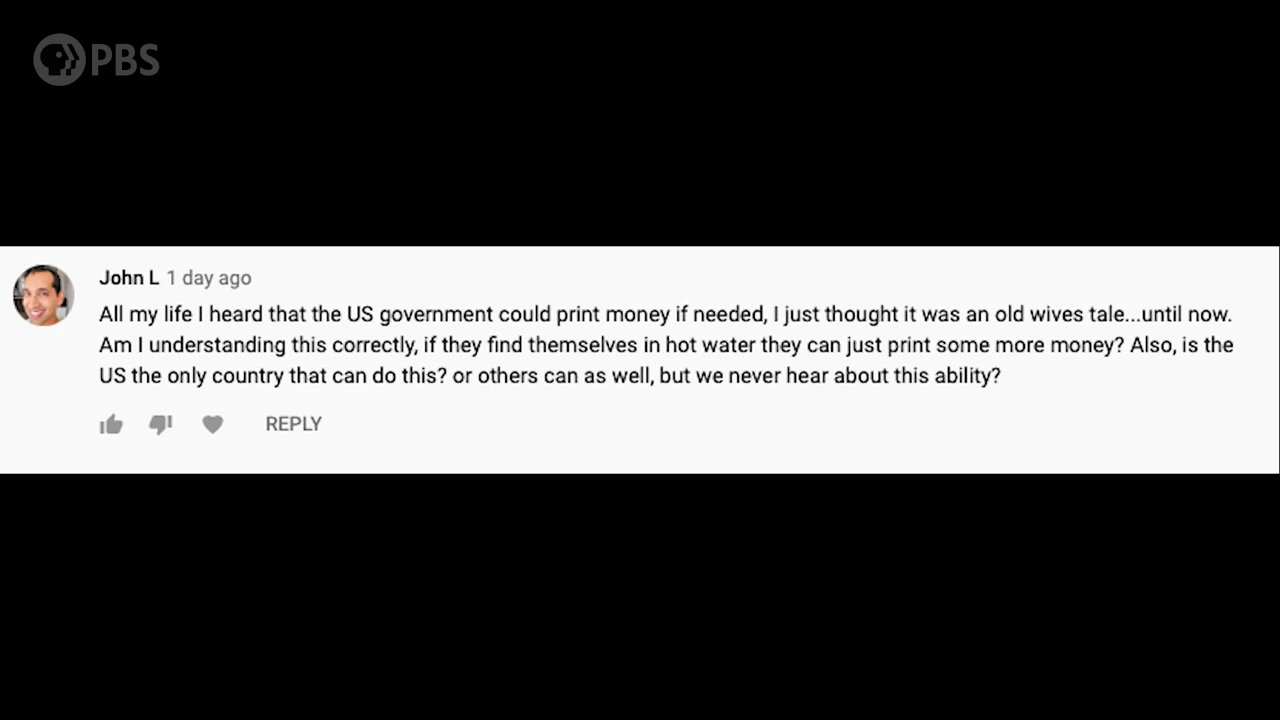 PBS
John L 1 day ago
All my life I heard that the US government could print money if needed, I just thought it was an old wives tale...until now.
Am I understanding this correctly, if they find themselves in hot water they can just print some more money? Also, is the
US the only country that can do this? or others can as well, but we never hear about this ability?
REPLY